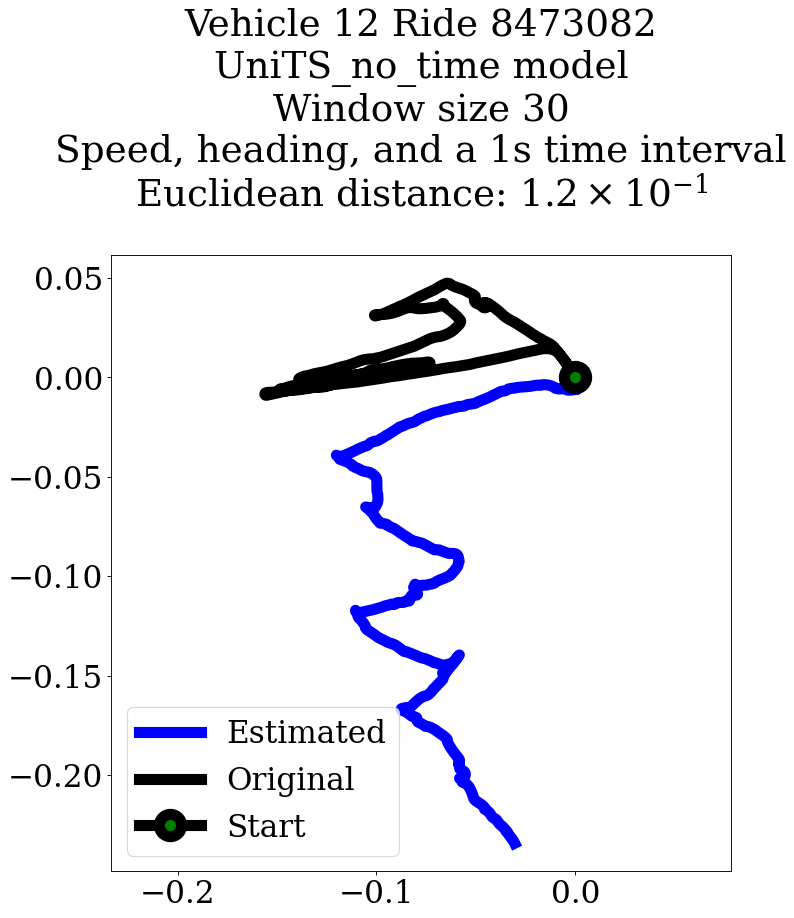 Vehicle 12 Ride 8473082
UniTS_no_time model
Window size 30
Speed, heading, and a 1s time interval
Euclidean distance: 1.2 × 10⁻¹
0.05
0.00
−0.05
−0.10
−0.15
−0.20
Estimated
Original
Start
−0.2
−0.1
0.0